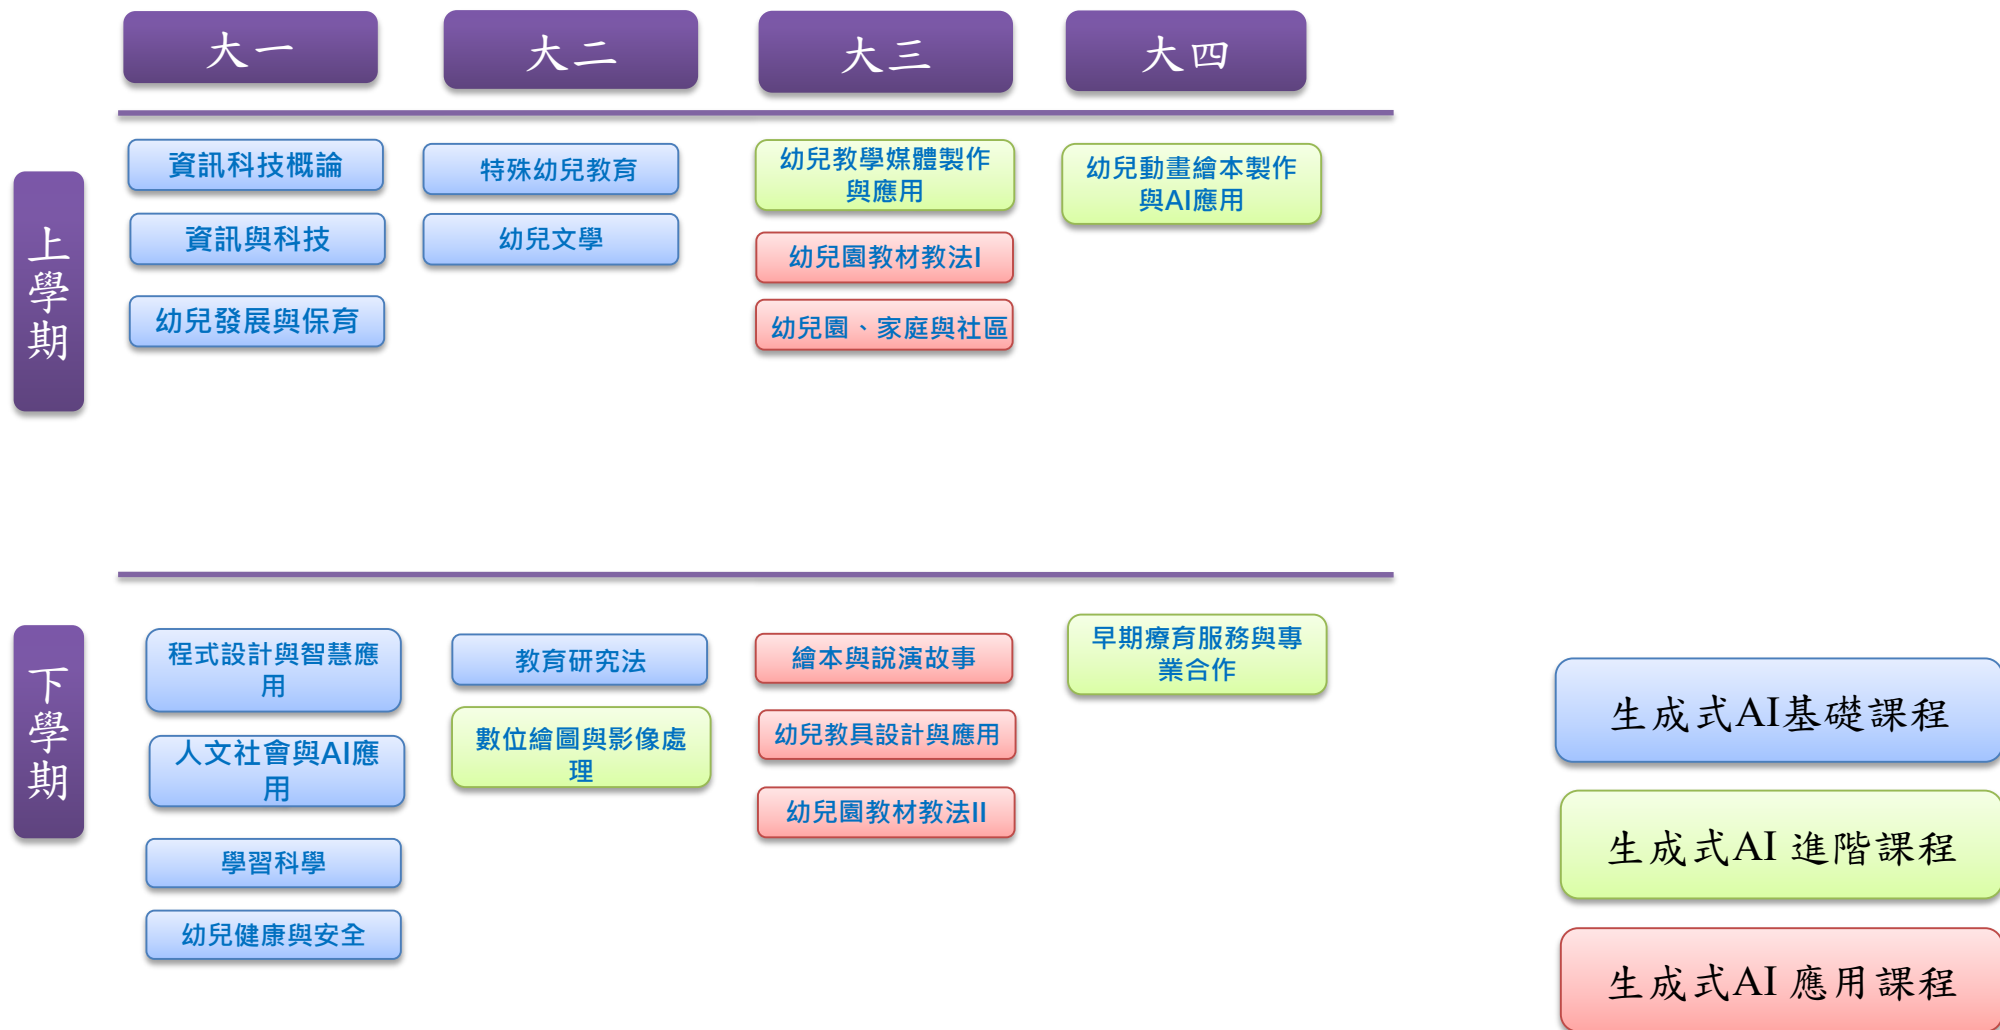 大一
大二
大三
大四
上學期
資訊科技概論
資訊與科技
幼兒發展與保育
特殊幼兒教育
幼兒文學
幼兒教學媒體製作
與應用
幼兒園教材教法I
幼兒園、家庭與社區
幼兒動畫繪本製作
與AI應用
下學期
程式設計與智慧應
用
人文社會與AI應
用
學習科學
幼兒健康與安全
教育研究法
數位繪圖與影像處
理
繪本與說演故事
幼兒教具設計與應用
幼兒園教材教法II
早期療育服務與專
業合作
生成式AI基礎課程
生成式AI 進階課程
生成式AI 應用課程